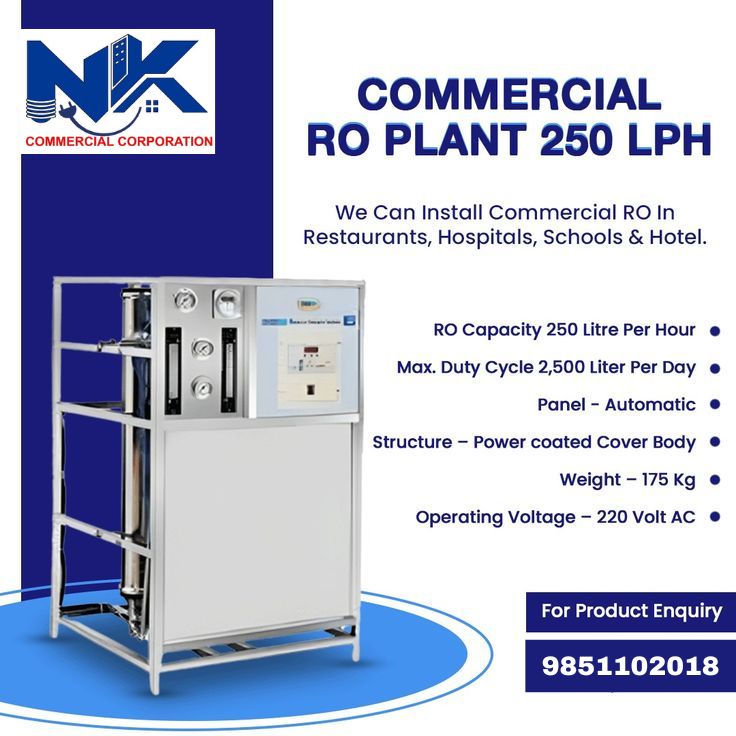 NK
COMMERCIAL CORPORATION
COMMERCIAL
RO PLANT 250 LPH
We Can Install Commercial RO In
Restaurants, Hospitals, Schools & Hotel.
RO Capacity 250 Litre Per Hour
Max. Duty Cycle 2,500 Liter Per Day
Panel - Automatic
Structure – Power coated Cover Body
Weight – 175 Kg
Operating Voltage – 220 Volt AC
For Product Enquiry
9851102018